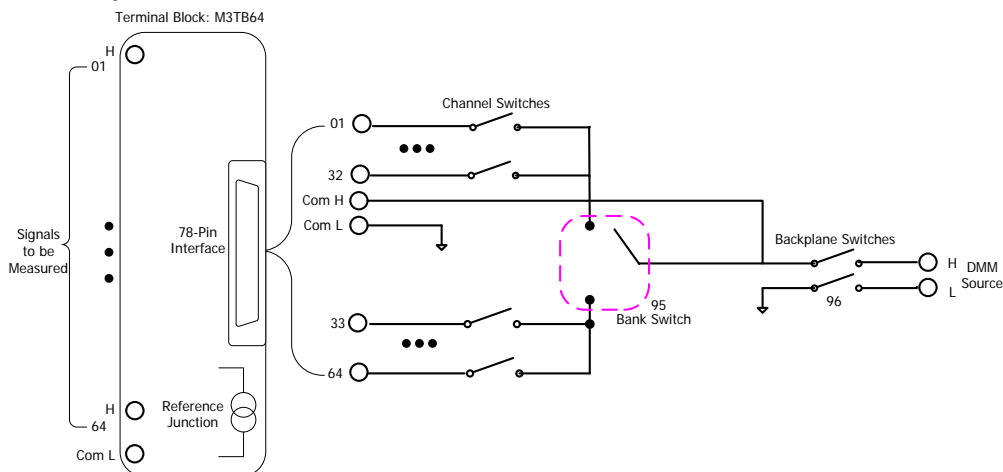 Terminal Block: M3TB64
H
01
Signals
to be
Measured
78-Pin
Interface
H
64
Com L
Reference
Junction
Channel Switches
01
32
Com H
Com L
33
64
95
Bank Switch
Backplane Switches
96
H
L
DMM
Source